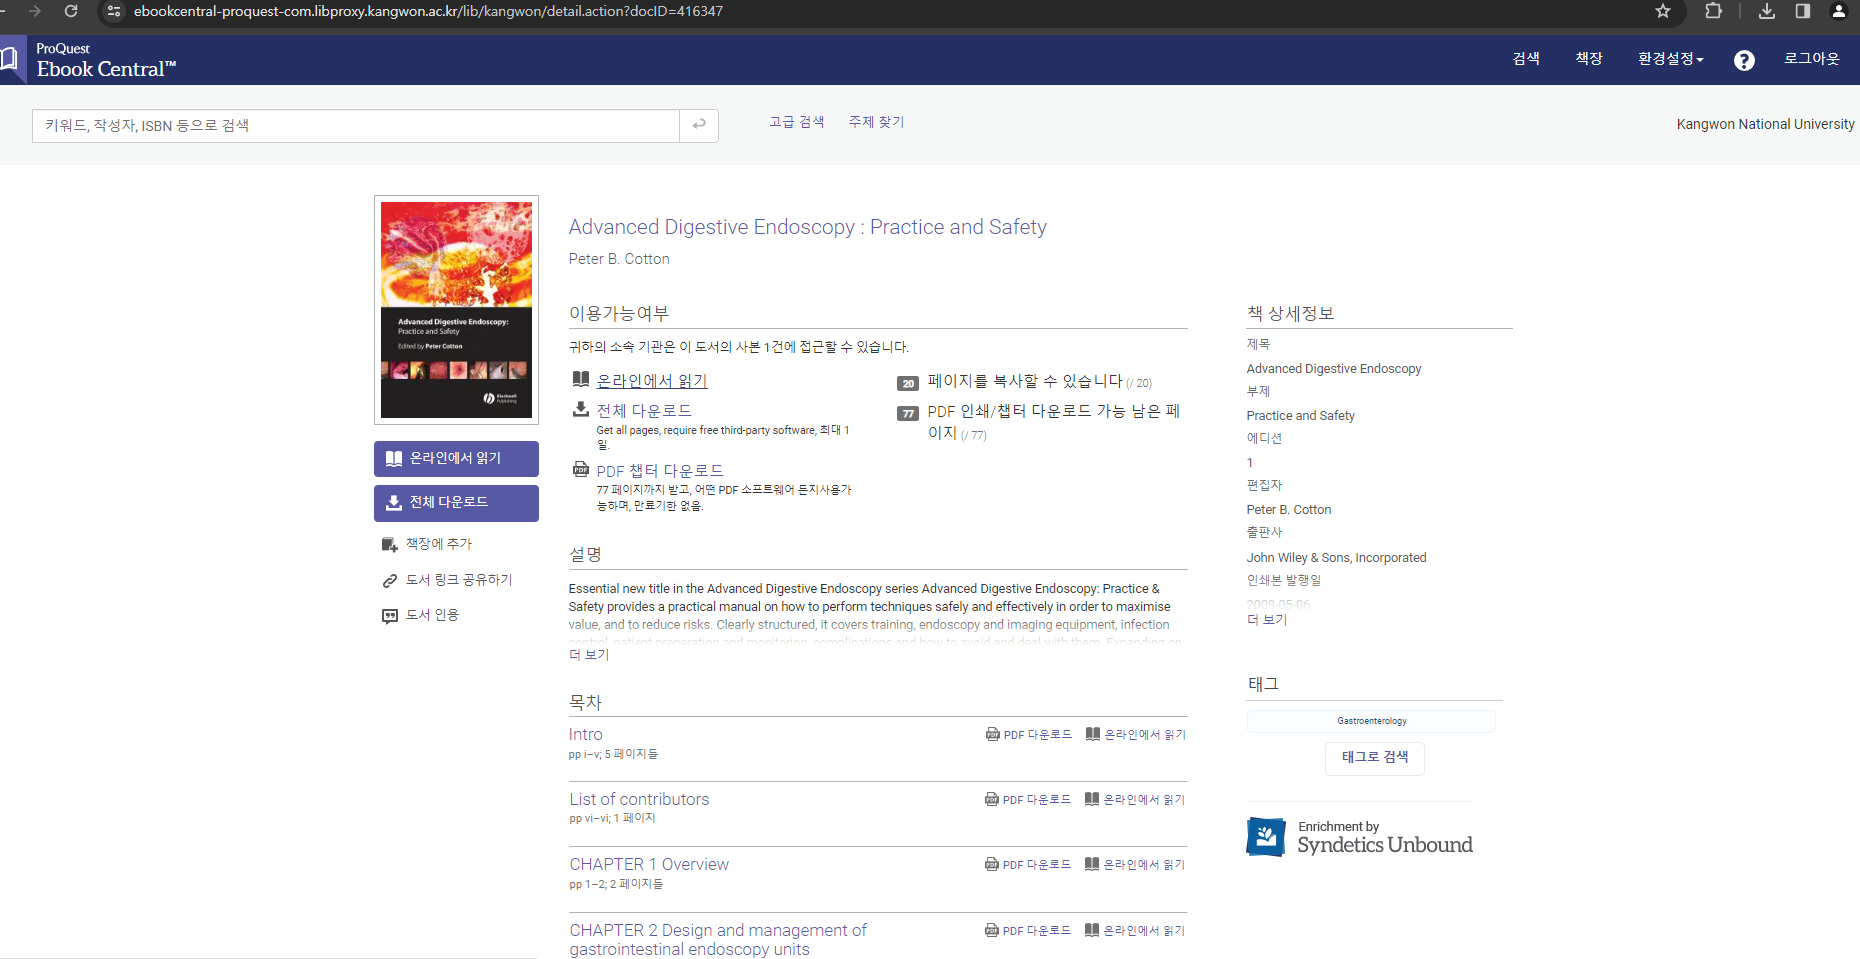 ebookcentral-proquest-com.libproxy.kangwon.ac.kr/lib/kangwon/detail.action?docID=416347
ProQuest
Ebook Central™
검색
책장
환경설정
?
로그아웃
키워드, 작성자, ISBN 등으로 검색
고급 검색
주제 찾기
Kangwon National University
Advanced Digestive Endoscopy:
Practice and Safety
Edited by Peter Cotton
Blackwell
Publishing
온라인에서 읽기
전체 다운로드
책장에 추가
도서 링크 공유하기
도서 인용
Advanced Digestive Endoscopy : Practice and Safety
Peter B. Cotton
이용가능여부
귀하의 소속 기관은 이 도서의 사본 1건에 접근할 수 있습니다.
온라인에서 읽기
전체 다운로드
Get all pages, require free third-party software, 최대 1
일.
PDF 챕터 다운로드
77 페이지까지 받고, 어떤 PDF 소프트웨어 든지사용가
능하며, 만료기한 없음.
20 페이지를 복사할 수 있습니다 (/ 20)
77 PDF 인쇄/챕터 다운로드 가능 남은 페
이지 (/ 77)
설명
Essential new title in the Advanced Digestive Endoscopy series Advanced Digestive Endoscopy: Practice &
Safety provides a practical manual on how to perform techniques safely and effectively in order to maximise
value, and to reduce risks. Clearly structured, it covers training, endoscopy and imaging equipment, infection
control, patient preparation and monitoring, complications and how to avoid and deal with them. Expanding on
더 보기
목차
Intro
PDF 다운로드 온라인에서 읽기
pp i–v; 5 페이지들
List of contributors
PDF 다운로드 온라인에서 읽기
pp vi–vi; 1 페이지
CHAPTER 1 Overview
PDF 다운로드 온라인에서 읽기
pp 1–2; 2 페이지들
CHAPTER 2 Design and management of
gastrointestinal endoscopy units
PDF 다운로드 온라인에서 읽기
책 상세정보
제목
Advanced Digestive Endoscopy
부제
Practice and Safety
에디션
1
편집자
Peter B. Cotton
출판사
John Wiley & Sons, Incorporated
인쇄본 발행일
2008-05-06
더 보기
태그
Gastroenterology
태그로 검색
Enrichment by
Syndetics Unbound